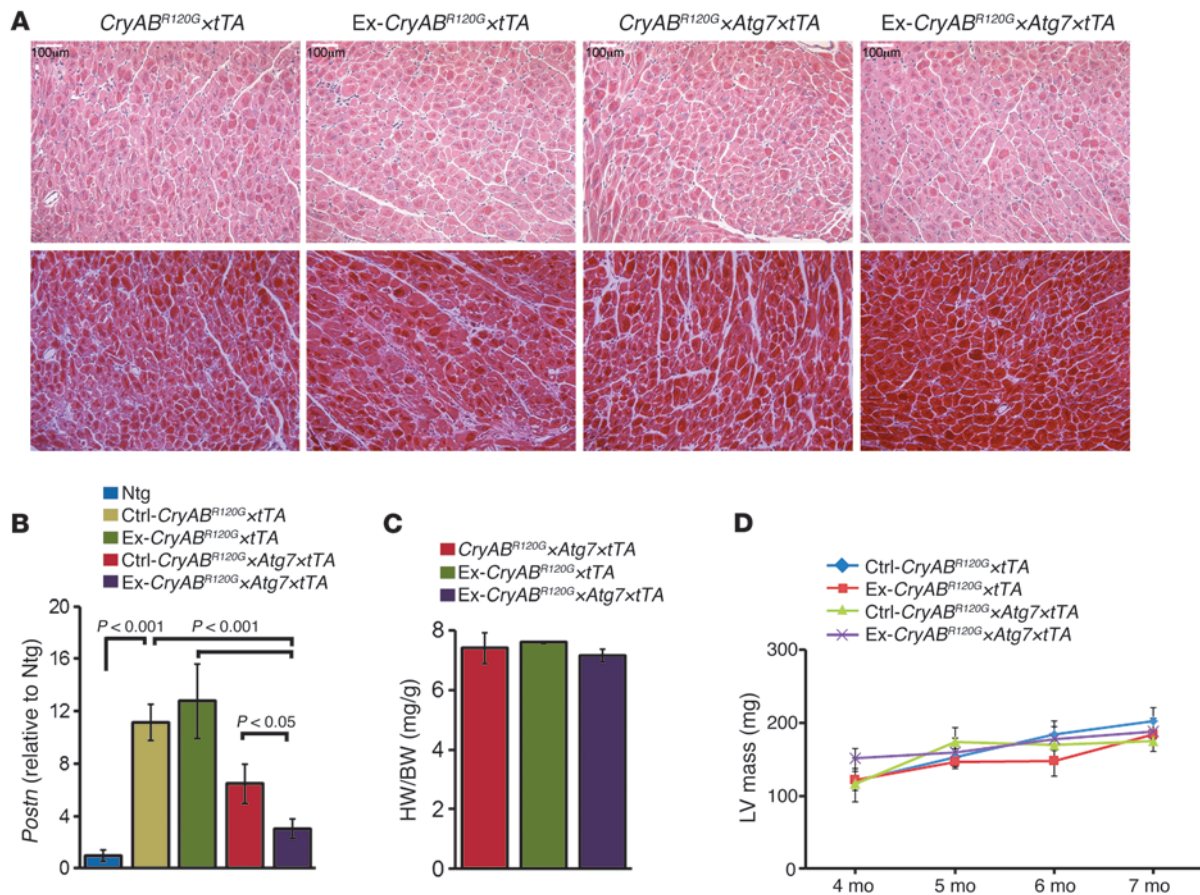 A
CryAB^R120G×tTA
Ex-CryAB^R120G×tTA
CryAB^R120G×Atg7×tTA
Ex-CryAB^R120G×Atg7×tTA
100μm
100μm
100μm
100μm
B
Ntg
Ctrl-CryAB^R120G×tTA
Ex-CryAB^R120G×tTA
Ctrl-CryAB^R120G×Atg7×tTA
Ex-CryAB^R120G×Atg7×tTA
Postn (relative to Ntg)
20
16
12
8
4
0
P < 0.001
P < 0.001
P < 0.05
C
CryAB^R120G×Atg7×tTA
Ex-CryAB^R120G×tTA
Ex-CryAB^R120G×Atg7×tTA
HW/BW (mg/g)
8
6
4
2
0
D
Ctrl-CryAB^R120G×tTA
Ex-CryAB^R120G×tTA
Ctrl-CryAB^R120G×Atg7×tTA
Ex-CryAB^R120G×Atg7×tTA
LV mass (mg)
300
200
100
0
4 mo
5 mo
6 mo
7 mo